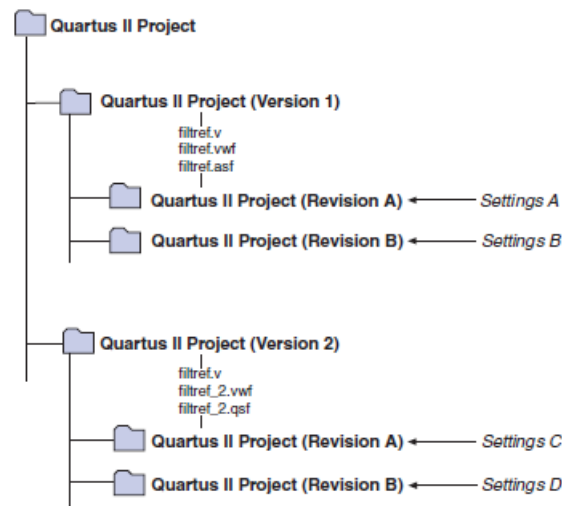 Quartus II Project
Quartus II Project (Version 1)
filtref.v
filtref.vwf
filtref.asf
Quartus II Project (Revision A) Settings A
Quartus II Project (Revision B) Settings B
Quartus II Project (Version 2)
filtref.v
filtref_2.vwf
filtref_2.qsf
Quartus II Project (Revision A) Settings C
Quartus II Project (Revision B) Settings D